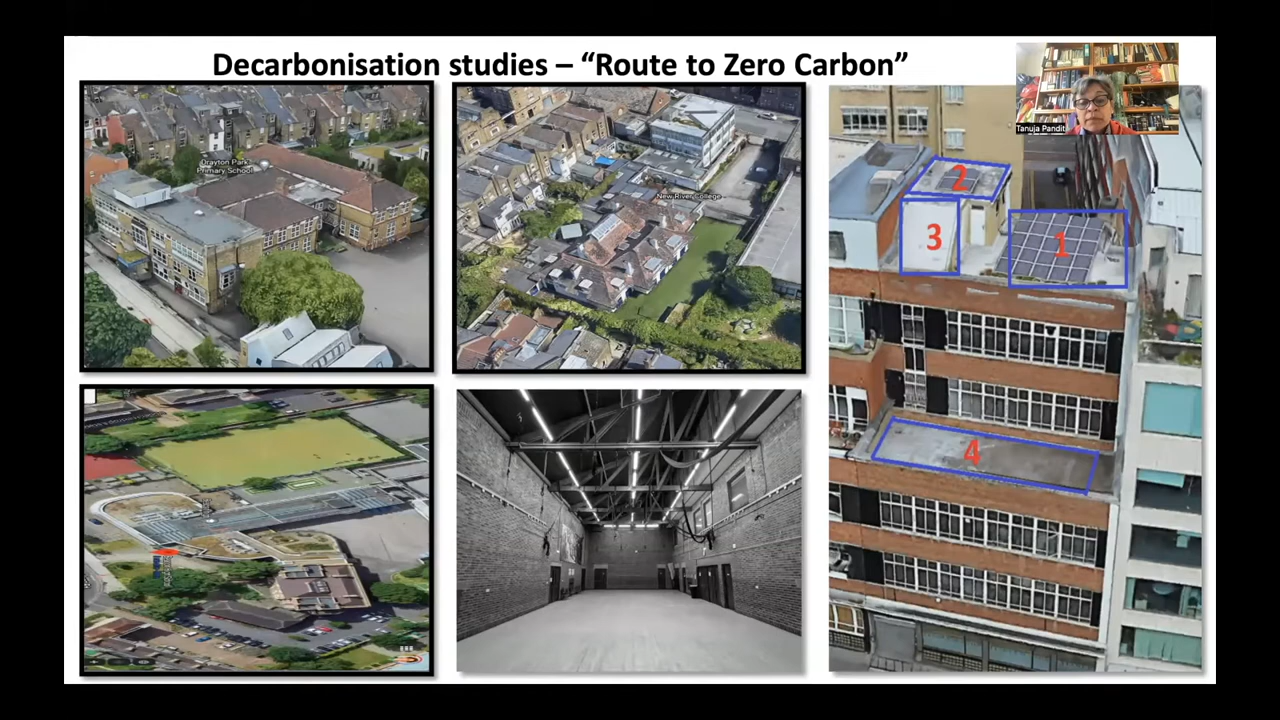 Decarbonisation studies – “Route to Zero Carbon”
Tanuja Pandit
Drayton Park
Primary School
New River College
2
3
1
4